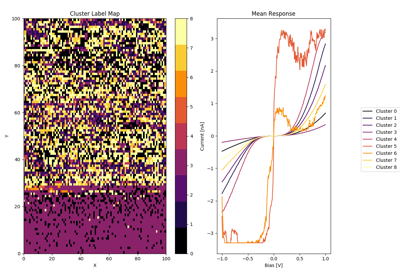 Cluster Label Map
Mean Response
100
80
60
40
20
0
y
0
20
40
60
80
100
x
8
7
6
5
4
3
2
1
0
Current [nA]
3
2
1
0
−1
−2
−3
−1.0
−0.5
0.0
0.5
1.0
Bias [V]
Cluster 0
Cluster 1
Cluster 2
Cluster 3
Cluster 4
Cluster 5
Cluster 6
Cluster 7
Cluster 8